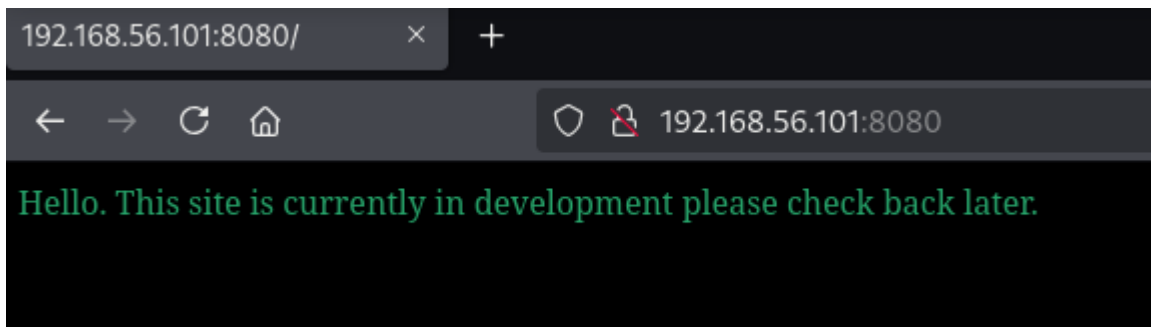 192.168.56.101:8080/
192.168.56.101:8080
Hello. This site is currently in development please check back later.